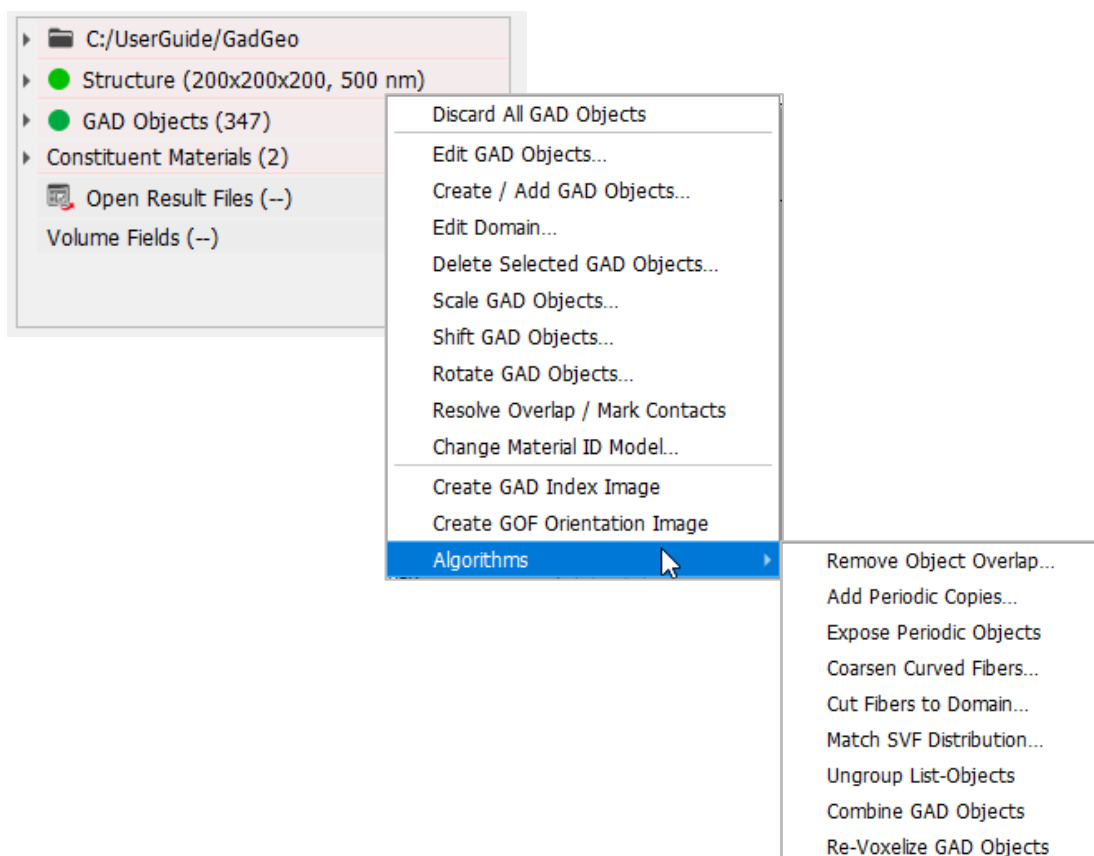 C:/UserGuide/GadGeo
Structure (200x200x200, 500 nm)
GAD Objects (347)
Constituent Materials (2)
Open Result Files (--)
Volume Fields (--)
Discard All GAD Objects
Edit GAD Objects...
Create / Add GAD Objects...
Edit Domain...
Delete Selected GAD Objects...
Scale GAD Objects...
Shift GAD Objects...
Rotate GAD Objects...
Resolve Overlap / Mark Contacts
Change Material ID Model...
Create GAD Index Image
Create GOF Orientation Image
Algorithms
Remove Object Overlap...
Add Periodic Copies...
Expose Periodic Objects
Coarsen Curved Fibers...
Cut Fibers to Domain...
Match SVF Distribution...
Ungroup List-Objects
Combine GAD Objects
Re-Voxelize GAD Objects